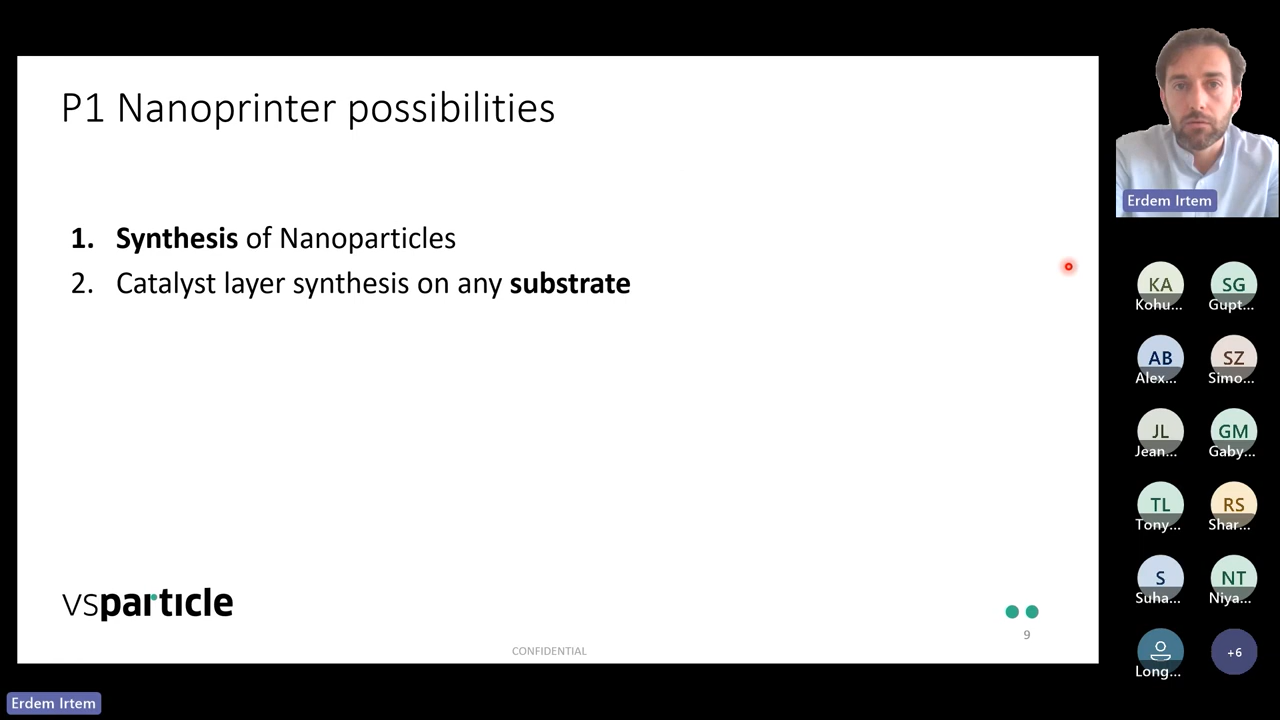 P1 Nanoprinter possibilities
1. Synthesis of Nanoparticles
2. Catalyst layer synthesis on any substrate
vsparticle
CONFIDENTIAL
9
Erdem Irtem
KA
Kohu...
SG
Gupt...
AB
Alex...
SZ
Simo...
JL
Jean...
GM
Gaby...
TL
Tony...
RS
Shar...
S
Suha...
NT
Niya...
Long...
+6
Erdem Irtem